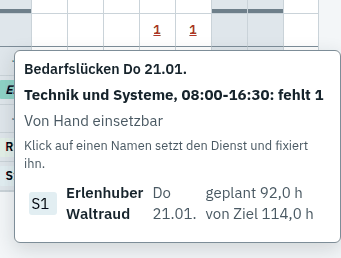 1 1
Bedarfslücken Do 21.01.
Technik und Systeme, 08:00-16:30: fehlt 1
Von Hand einsetzbar
Klick auf einen Namen setzt den Dienst und fixiert
ihn.
S1 Erlenhuber Waltraud Do 21.01. geplant 92,0 h von Ziel 114,0 h